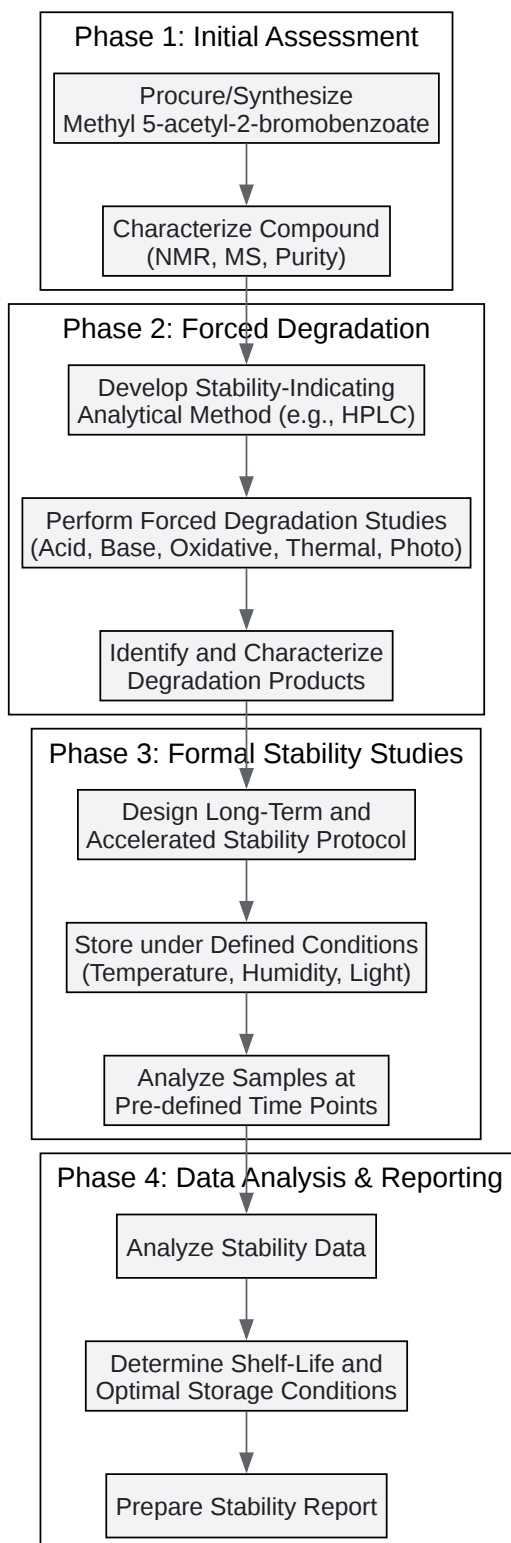 Phase 1: Initial Assessment
Procure/Synthesize
Methyl 5-acetyl-2-bromobenzoate
Characterize Compound
(NMR, MS, Purity)
Phase 2: Forced Degradation
Develop Stability-Indicating
Analytical Method (e.g., HPLC)
Perform Forced Degradation Studies
(Acid, Base, Oxidative, Thermal, Photo)
Identify and Characterize
Degradation Products
Phase 3: Formal Stability Studies
Design Long-Term and
Accelerated Stability Protocol
Store under Defined Conditions
(Temperature, Humidity, Light)
Analyze Samples at
Pre-defined Time Points
Phase 4: Data Analysis & Reporting
Analyze Stability Data
Determine Shelf-Life and
Optimal Storage Conditions
Prepare Stability Report